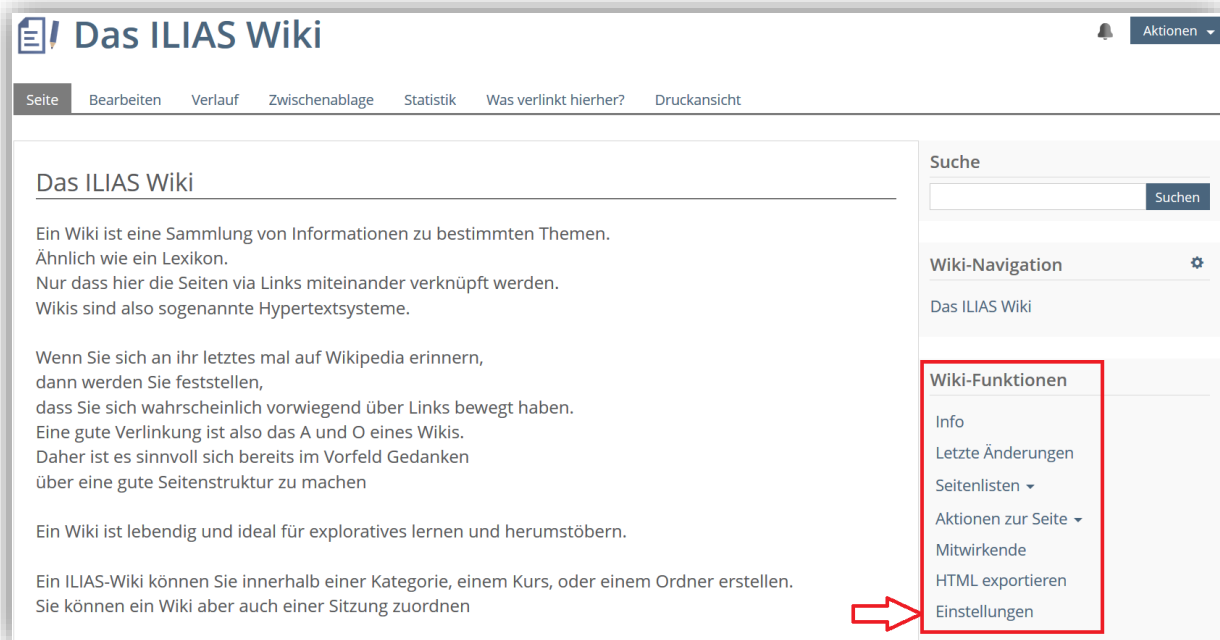 Das ILIAS Wiki
Aktionen
Seite Bearbeiten Verlauf Zwischenablage Statistik Was verlinkt hierher? Druckansicht
Das ILIAS Wiki
Ein Wiki ist eine Sammlung von Informationen zu bestimmten Themen.
Ähnlich wie ein Lexikon.
Nur dass hier die Seiten via Links miteinander verknüpft werden.
Wikis sind also sogenannte Hypertextsysteme.
Wenn Sie sich an ihr letztes mal auf Wikipedia erinnern,
dann werden Sie feststellen,
dass Sie sich wahrscheinlich vorwiegend über Links bewegt haben.
Eine gute Verlinkung ist also das A und O eines Wikis.
Daher ist es sinnvoll sich bereits im Vorfeld Gedanken
über eine gute Seitenstruktur zu machen
Ein Wiki ist lebendig und ideal für exploratives lernen und herumstöbern.
Ein ILIAS-Wiki können Sie innerhalb einer Kategorie, einem Kurs, oder einem Ordner erstellen.
Sie können ein Wiki aber auch einer Sitzung zuordnen
Suche
Suchen
Wiki-Navigation
Das ILIAS Wiki
Wiki-Funktionen
Info
Letzte Änderungen
Seitenlisten
Aktionen zur Seite
Mitwirkende
HTML exportieren
Einstellungen